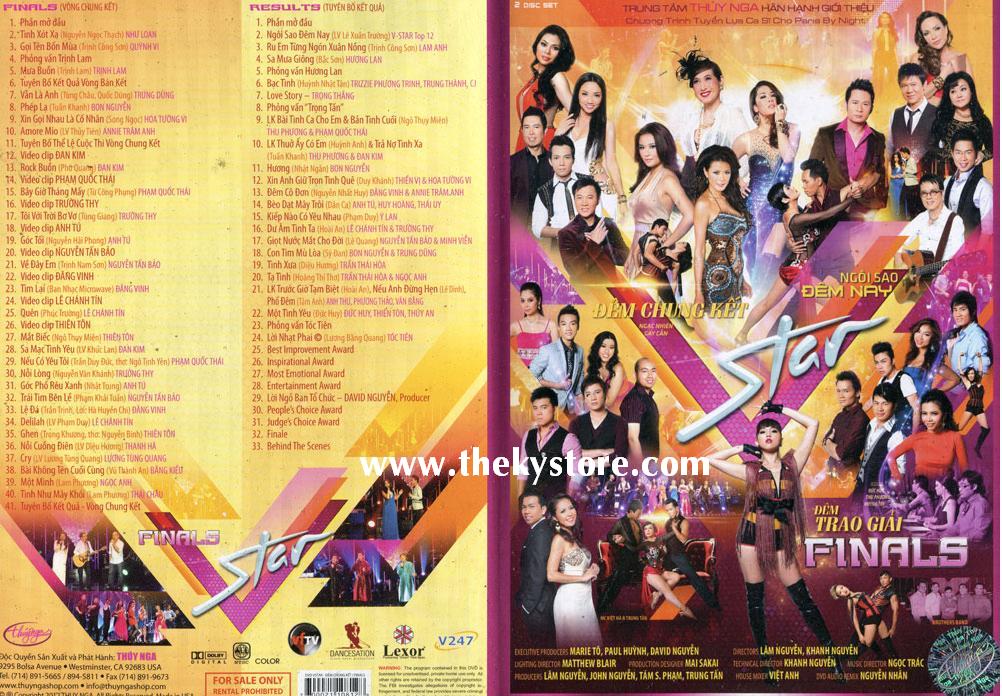 FINALS (VÒNG CHUNG KẾT)
1. Phần mở đầu
2. Tình Xót Xa (Nguyễn Ngọc Thạch) NHƯ LOAN
3. Gọi Tên Bốn Mùa (Trịnh Công Sơn) QUỲNH VI
4. Phỏng vấn Trịnh Lam
5. Mưa Buồn (Trịnh Lam) TRỊNH LAM
6. Tuyên Bố Kết Quả Vòng Bán Kết
7. Vẫn Là Anh (Tùng Châu, Quốc Dũng) TRUNG DŨNG
8. Phép Lạ (Tuấn Khanh) BON NGUYỄN
9. Xin Gọi Nhau Là Cố Nhân (Song Ngọc) HỌA TƯỜNG VI
10. Amore Mio (LV Thủy Tiên) ANNIE TRÂM ANH
11. Tuyên Bố Thể Lệ Cuộc Thi Vòng Chung Kết
12. Video clip ĐAN KIM
13. Rock Buồn (Phố Quang) ĐAN KIM
14. Video clip PHẠM QUỐC THÁI
15. Bây Giờ Tháng Mấy (Từ Công Phụng) PHẠM QUỐC THÁI
16. Video clip TRƯỜNG THY
17. Tôi Với Trời Bơ Vơ (Tùng Giang) TRƯỜNG THY
18. Video clip ANH TÚ
19. Góc Tối (Nguyễn Hải Phong) ANH TÚ
20. Video clip NGUYỄN TẤN BẢO
21. Về Đây Em (Trịnh Nam Sơn) NGUYỄN TẤN BẢO
22. Video clip ĐĂNG VINH
23. Tìm Lại (Ban Nhạc Microwave) ĐĂNG VINH
24. Video clip LÊ CHÁNH TÍN
25. Quên (Phúc Trường) LÊ CHÁNH TÍN
26. Video clip THIÊN TÔN
27. Mắt Biếc (Ngô Thụy Miên) THIÊN TÔN
28. Sa Mạc Tình Yêu (LV Khúc Lan) ĐAN KIM
29. Nếu Có Yêu Tôi (Trần Duy Đức, thơ: Ngô Tịnh Yên) PHẠM QUỐC THÁI
30. Nỗi Lòng (Nguyễn Văn Khánh) TRƯỜNG THY
31. Góc Phố Rêu Xanh (Nhật Trung) ANH TÚ
32. Trái Tim Bên Lề (Phạm Khải Tuấn) NGUYỄN TẤN BẢO
33. Lệ Đá (Trần Trịnh, Lời: Hà Huyền Chi) ĐĂNG VINH
34. Delilah (LV Phạm Duy) LÊ CHÁNH TÍN
35. Ghen (Trọng Khương, thơ: Nguyễn Bính) THIÊN TÔN
36. Nỗi Cuồng Điên (LV Diệu Hương) THANH HÀ
37. Cry (LV Lương Tùng Quang) LƯƠNG TÙNG QUANG
38. Bài Không Tên Cuối Cùng (Vũ Thành An) BẰNG KIỀU
39. Một Mình (Lam Phương) NGỌC ANH
40. Tình Như Mây Khói (Lam Phương) THÁI CHÂU
41. Tuyên Bố Kết Quả - Vòng Chung Kết
RESULTS (TUYÊN BỐ KẾT QUẢ)
1. Phần mở đầu
2. Ngôi Sao Đêm Nay (LV Lê Xuân Trường) V-STAR Top 12
3. Ru Em Từng Ngón Xuân Nồng (Trịnh Công Sơn) LAM ANH
4. Sa Mưa Giông (Bắc Sơn) HƯƠNG LAN
5. Phỏng vấn Hương Lan
6. Bạc Tình (Huỳnh Nhật Tân) TRIZZIE PHƯƠNG TRINH, TRUNG THÀNH, CJ
7. Love Story – TRỌNG THẮNG
8. Phỏng vấn "Trọng Tấn"
9. LK Bài Tình Ca Cho Em & Bản Tình Cuối (Ngô Thụy Miên)
THU PHƯƠNG & PHẠM QUỐC THÁI
10. LK Thuở Ấy Có Em (Huỳnh Anh) & Trả Nợ Tình Xa
(Tuấn Khanh) THU PHƯƠNG & ĐAN KIM
11. Hương (Nhật Ngân) BON NGUYỄN
12. Xin Anh Giữ Trọn Tình Quê (Duy Khánh) THIÊN VỊ & HỌA TƯỜNG VI
13. Đêm Cô Đơn (Nguyễn Nhất Huy) ĐĂNG VINH & ANNIE TRÂM ANH
14. Bèo Dạt Mây Trôi (Dân Ca) ANH TÚ, HUY HOÀNG, THÁI UY
15. Kiếp Nào Có Yêu Nhau (Phạm Duy) Ý LAN
16. Dư Âm Tình Ta (Hoài An) LÊ CHÁNH TÍN & TRƯỜNG THY
17. Giọt Nước Mắt Cho Đời (Lê Quang) NGUYỄN TẤN BẢO & MINH VIÊN
18. Con Tim Mù Lòa (Sỹ Đan) BON NGUYỄN & TRUNG DŨNG
19. Tình Xưa (Diệu Hương) TRẦN THÁI HÒA
20. Tạ Tình (Hoàng Thi Thơ) TRẦN THÁI HÒA & NGỌC ANH
21. LK Trước Giờ Tạm Biệt (Hoài An), Nếu Anh Đừng Hẹn (Lê Dinh),
Phố Đêm (Tâm Anh) ANH THU, PHƯƠNG THẢO, VĂN BẰNG
22. Một Tình Yêu (Đức Huy) ĐỨC HUY, THIÊN TÔN, THÚY AN
23. Phỏng vấn Tóc Tiên
24. Lời Nhạt Phai © (Lương Bằng Quang) TÓC TIÊN
25. Best Improvement Award
26. Inspirational Award
27. Most Emotional Award
28. Entertainment Award
29. Lời Ngỏ Ban Tổ Chức – DAVID NGUYỄN, Producer
30. People's Choice Award
31. Judge's Choice Award
32. Finale
33. Behind The Scenes
www.thekystore.com
FINALS
Star
Thúy Nga
Độc Quyền Sản Xuất và Phát Hành: THÚY NGA
9295 Bolsa Avenue • Westminster, CA 92683 USA
Tel. (714) 891-5665 / 894-5811 • Fax (714) 891-9673
www.thuyngashop.com • info@thuyngashop.com
DOLBY DIGITAL
ALL
NTSC
COLOR
FOR SALE ONLY
RENTAL PROHIBITED
VFTV
DANCESATION
Lexor
V247
2 DISC SET
TRUNG TÂM THÚY NGA HÂN HẠNH GIỚI THIỆU
Chương Trình Tuyển Lựa Ca Sĩ Cho Paris By Night
NGÔI SAO
ĐÊM NAY
ĐÊM CHUNG KẾT
NGẠC NHIÊN
GAY CẤN
Star
ĐÊM
TRAO GIẢI
FINALS
MC VIỆT HÀ & TRUNG TẤN
BROTHERS BAND
EXECUTIVE PRODUCERS MARIE TÔ, PAUL HUỲNH, DAVID NGUYỄN
DIRECTORS LÂM NGUYỄN, KHANH NGUYỄN
LIGHTING DIRECTOR MATTHEW BLAIR
PRODUCTION DESIGNER MAI SAKAI
TECHNICAL DIRECTOR KHANH NGUYỄN
MUSIC DIRECTOR NGỌC TRÁC
PRODUCERS LÂM NGUYỄN, JOHN NGUYỄN, TÁM S. PHẠM, TRUNG TẤN
HOUSE MIXER VIỆT ANH
DVD AUDIO REMIX NGUYÊN NHÂN